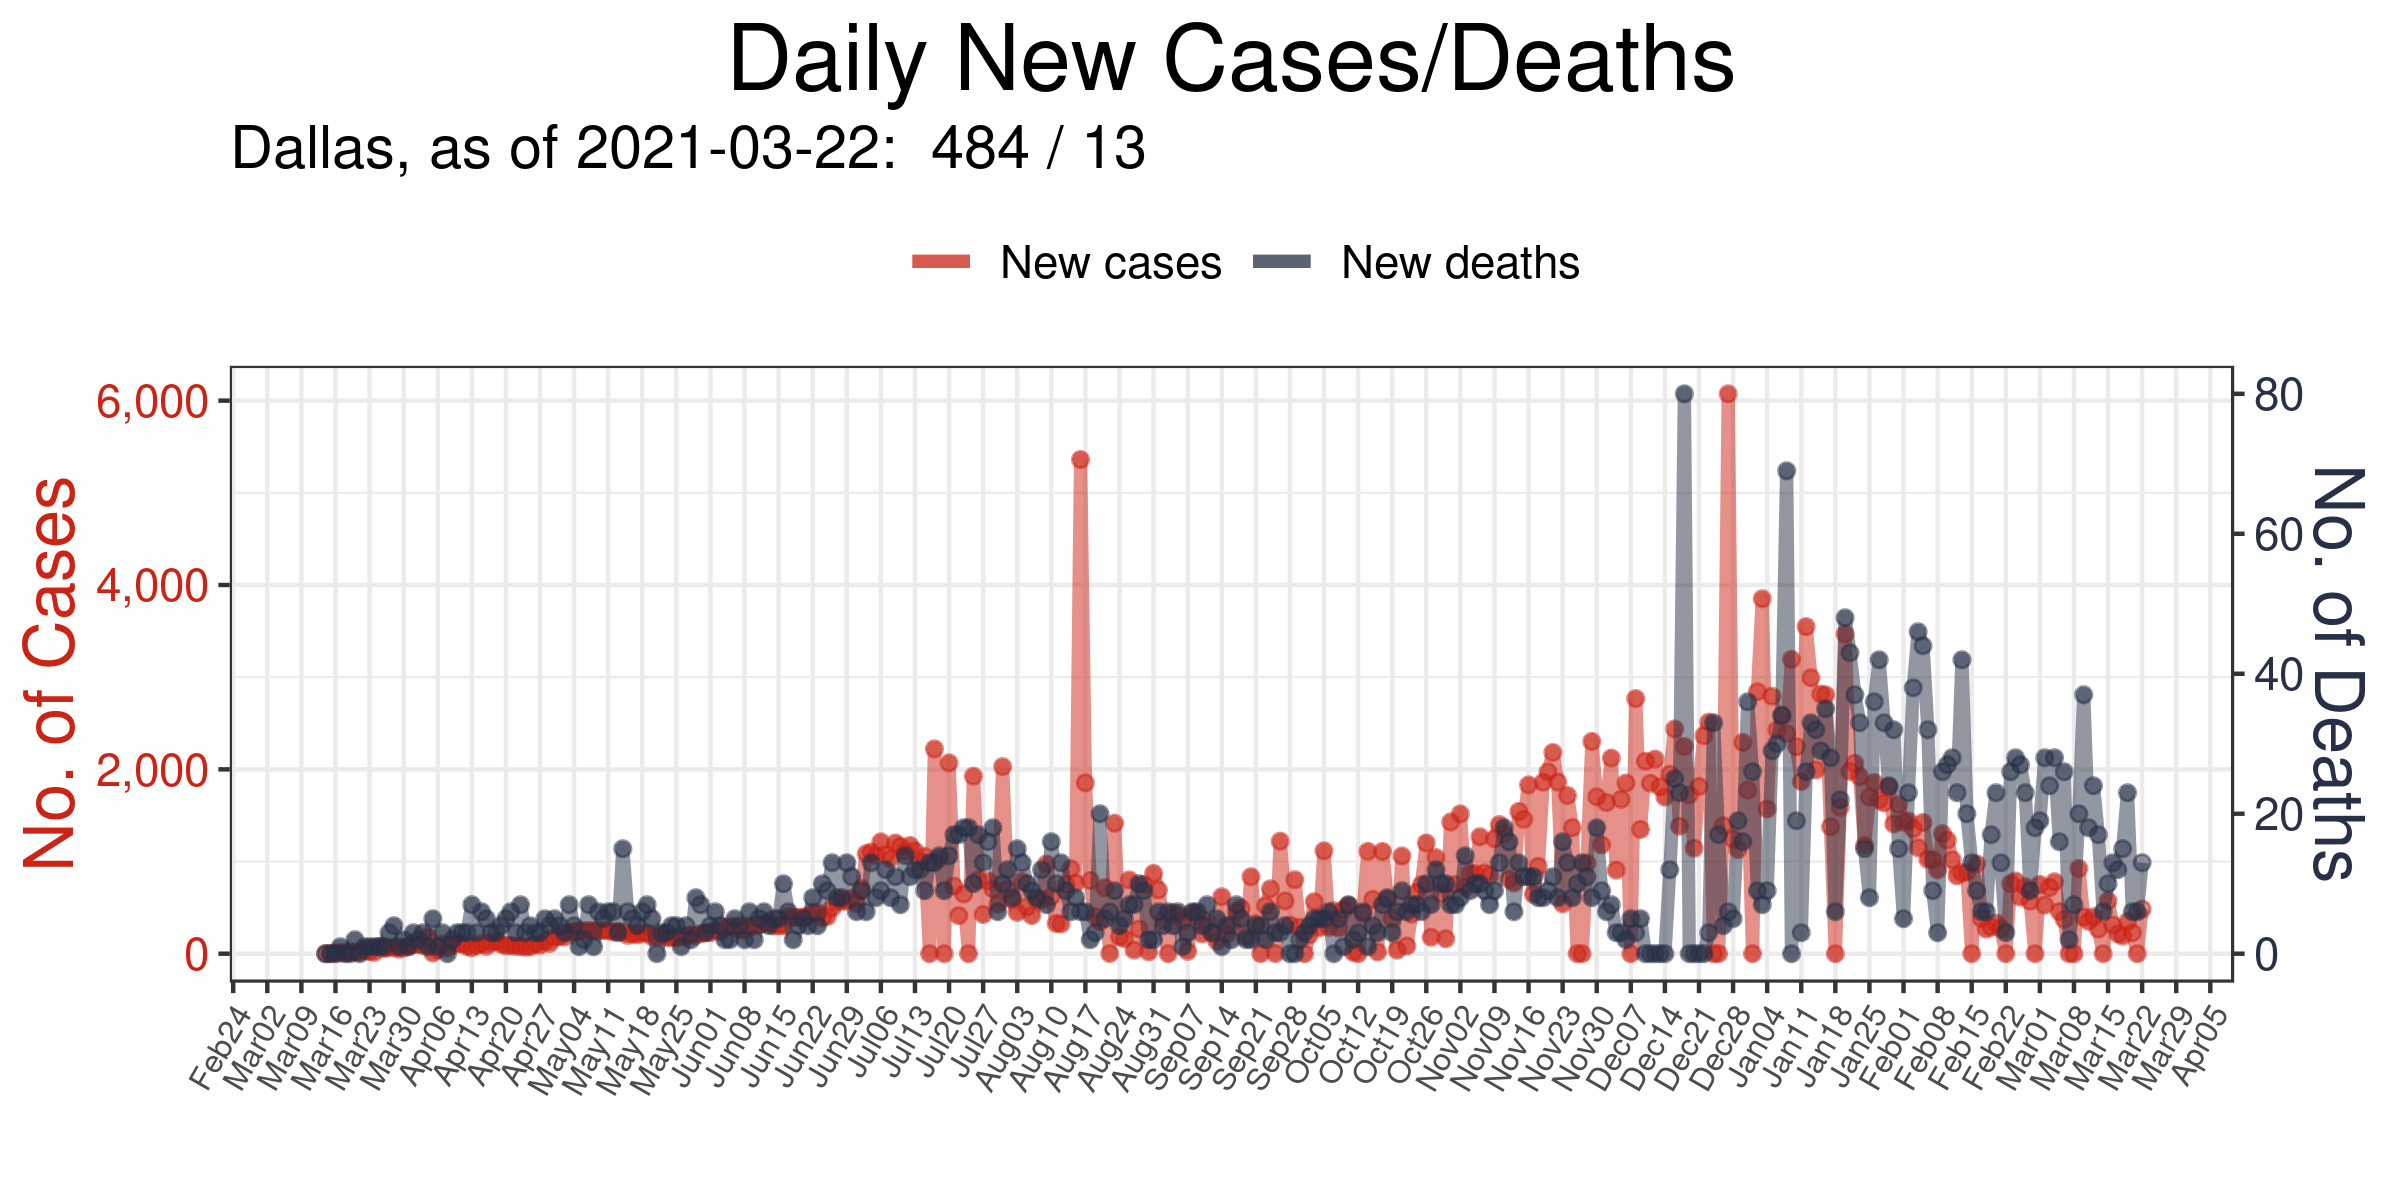 Daily New Cases/Deaths
Dallas, as of 2021-03-22:  484 / 13
New cases New deaths
No. of Cases
6,000
4,000
2,000
0
80
60
40
20
0
No. of Deaths
Feb24 Mar02 Mar09 Mar16 Mar23 Mar30 Apr06 Apr13 Apr20 Apr27 May04 May11 May18 May25 Jun01 Jun08 Jun15 Jun22 Jun29 Jul06 Jul13 Jul20 Jul27 Aug03 Aug10 Aug17 Aug24 Aug31 Sep07 Sep14 Sep21 Sep28 Oct05 Oct12 Oct19 Oct26 Nov02 Nov09 Nov16 Nov23 Nov30 Dec07 Dec14 Dec21 Dec28 Jan04 Jan11 Jan18 Jan25 Feb01 Feb08 Feb15 Feb22 Mar01 Mar08 Mar15 Mar22 Mar29 Apr05